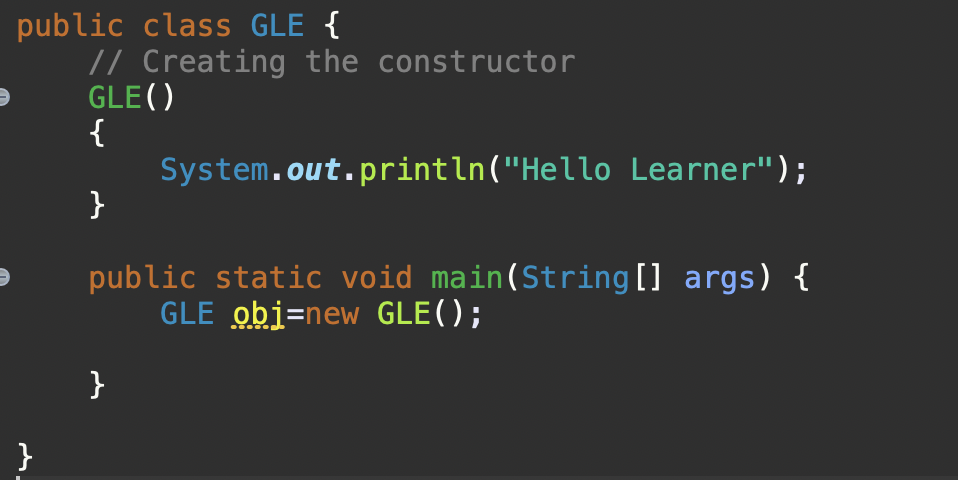 public class GLE {
// Creating the constructor
GLE()
{
System.out.println("Hello Learner");
}
public static void main(String[] args) {
GLE obj=new GLE();
}
}